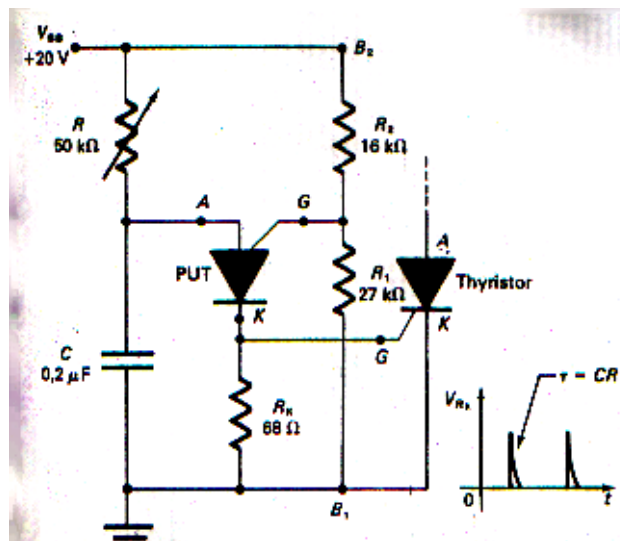 V_BB
+20 V
B₂
R
50 kΩ
R₂
16 kΩ
A
G
A
PUT
R₁
27 kΩ
Thyristor
K
K
G
C
0,2 μF
R_K
68 Ω
V_Rk
τ = CR
0
t
B₁